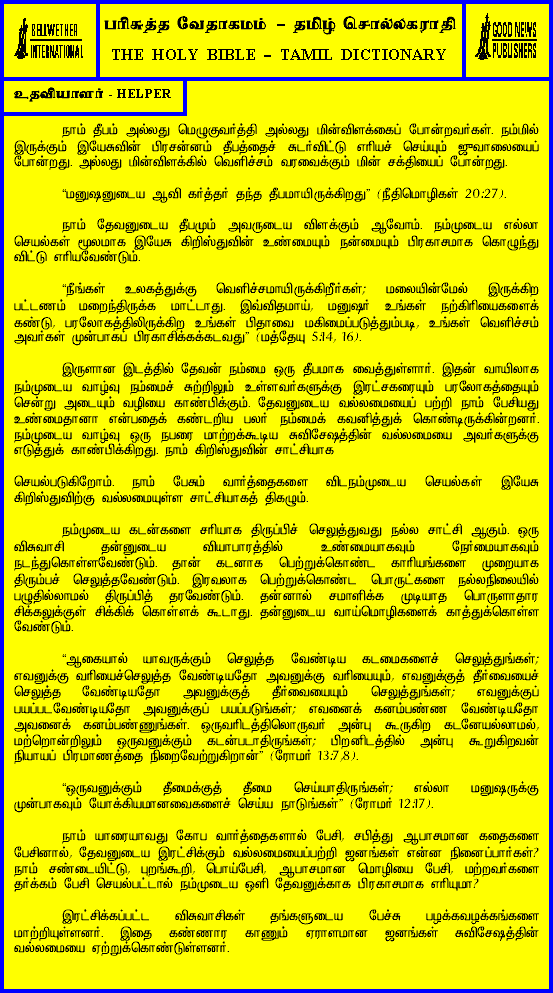 BELLWETHER
INTERNATIONAL
பரிசுத்த வேதாகமம் – தமிழ் சொல்லகராதி
THE HOLY BIBLE – TAMIL DICTIONARY
GOOD NEWS
PUBLISHERS
உதவியாளர் - HELPER
நாம் தீபம் அல்லது மெழுகுவர்த்தி அல்லது மின்விளக்கைப் போன்றவர்கள். நம்மில்
இருக்கும் இயேசுவின் பிரசன்னம் தீபத்தைச் சுடர்விட்டு எரியச் செய்யும் ஜுவாலையைப்
போன்றது. அல்லது மின்விளக்கில் வெளிச்சம் வரவைக்கும் மின் சக்தியைப் போன்றது.
“மனுஷனுடைய ஆவி கர்த்தர் தந்த தீபமாயிருக்கிறது” (நீதிமொழிகள் 20:27).
நாம் தேவனுடைய தீபமும் அவருடைய விளக்கும் ஆவோம். நம்முடைய எல்லா
செயல்கள் மூலமாக இயேசு கிறிஸ்துவின் உண்மையும் நன்மையும் பிரகாசமாக கொழுந்து
விட்டு எரியவேண்டும்.
“நீங்கள் உலகத்துக்கு வெளிச்சமாயிருக்கிறீர்கள்; மலையின்மேல் இருக்கிற
பட்டணம் மறைந்திருக்க மாட்டாது. இவ்விதமாய், மனுஷர் உங்கள் நற்கிரியைகளைக்
கண்டு, பரலோகத்திலிருக்கிற உங்கள் பிதாவை மகிமைப்படுத்தும்படி, உங்கள் வெளிச்சம்
அவர்கள் முன்பாகப் பிரகாசிக்கக்கடவது” (மத்தேயு 5:14, 16).
இருளான இடத்தில் தேவன் நம்மை ஒரு தீபமாக வைத்துள்ளார். இதன் வாயிலாக
நம்முடைய வாழ்வு நம்மைச் சுற்றிலும் உள்ளவர்களுக்கு இரட்சகரையும் பரலோகத்தையும்
சென்று அடையும் வழியை காண்பிக்கும். தேவனுடைய வல்லமையைப் பற்றி நாம் பேசியது
உண்மைதானா என்பதைக் கண்டறிய பலர் நம்மைக் கவனித்துக் கொண்டிருக்கின்றனர்.
நம்முடைய வாழ்வு ஒரு நபரை மாற்றக்கூடிய சுவிசேஷத்தின் வல்லமையை அவர்களுக்கு
எடுத்துக் காண்பிக்கிறது. நாம் கிறிஸ்துவின் சாட்சியாக
செயல்படுகிறோம். நாம் பேசும் வார்த்தைகளை விடநம்முடைய செயல்கள் இயேசு
கிறிஸ்துவிற்கு வல்லமையுள்ள சாட்சியாகத் திகழும்.
நம்முடைய கடன்களை சரியாக திருப்பிச் செலுத்துவது நல்ல சாட்சி ஆகும். ஒரு
விசுவாசி தன்னுடைய வியாபாரத்தில் உண்மையாகவும் நேர்மையாகவும்
நடந்துகொள்ளவேண்டும். தான் கடனாக பெற்றுக்கொண்ட காரியங்களை முறையாக
திரும்பச் செலுத்தவேண்டும். இரவலாக பெற்றுக்கொண்ட பொருட்களை நல்லநிலையில்
பழுதில்லாமல் திருப்பித் தரவேண்டும். தன்னால் சமாளிக்க முடியாத பொருளாதார
சிக்கலுக்குள் சிக்கிக் கொள்ளக் கூடாது. தன்னுடைய வாய்மொழிகளைக் காத்துக்கொள்ள
வேண்டும்.
“ஆகையால் யாவருக்கும் செலுத்த வேண்டிய கடமைகளைச் செலுத்துங்கள்;
எவனுக்கு வரியைச்செலுத்த வேண்டியதோ அவனுக்கு வரியையும், எவனுக்குத் தீர்வையைச்
செலுத்த வேண்டியதோ அவனுக்குத் தீர்வையையும் செலுத்துங்கள்; எவனுக்குப்
பயப்படவேண்டியதோ அவனுக்குப் பயப்படுங்கள்; எவனைக் கனம்பண்ண வேண்டியதோ
அவனைக் கனம்பண்ணுங்கள். ஒருவரிடத்திலொருவர் அன்பு கூருகிற கடனேயல்லாமல்,
மற்றொன்றிலும் ஒருவனுக்கும் கடன்படாதிருங்கள்; பிறனிடத்தில் அன்பு கூறுகிறவன்
நியாயப் பிரமாணத்தை நிறைவேற்றுகிறான்” (ரோமர் 13:7,8).
“ஒருவனுக்கும் தீமைக்குத் தீமை செய்யாதிருங்கள்; எல்லா மனுஷருக்கு
முன்பாகவும் யோக்கியமானவைகளைச் செய்ய நாடுங்கள்” (ரோமர் 12:17).
நாம் யாரையாவது கோப வார்த்தைகளால் பேசி, சபித்து ஆபாசமான கதைகளை
பேசினால், தேவனுடைய இரட்சிக்கும் வல்லமையைப்பற்றி ஜனங்கள் என்ன நினைப்பார்கள்?
நாம் சண்டையிட்டு, புறங்கூறி, பொய்பேசி, ஆபாசமான மொழியை பேசி, மற்றவர்களை
தர்க்கம் பேசி செயல்பட்டால் நம்முடைய ஒளி தேவனுக்காக பிரகாசமாக எரியுமா?
இரட்சிக்கப்பட்ட விசுவாசிகள் தங்களுடைய பேச்சு பழக்கவழக்கங்களை
மாற்றியுள்ளனர். இதை கண்ணார காணும் ஏராளமான ஜனங்கள் சுவிசேஷத்தின்
வல்லமையை ஏற்றுக்கொண்டுள்ளனர்.